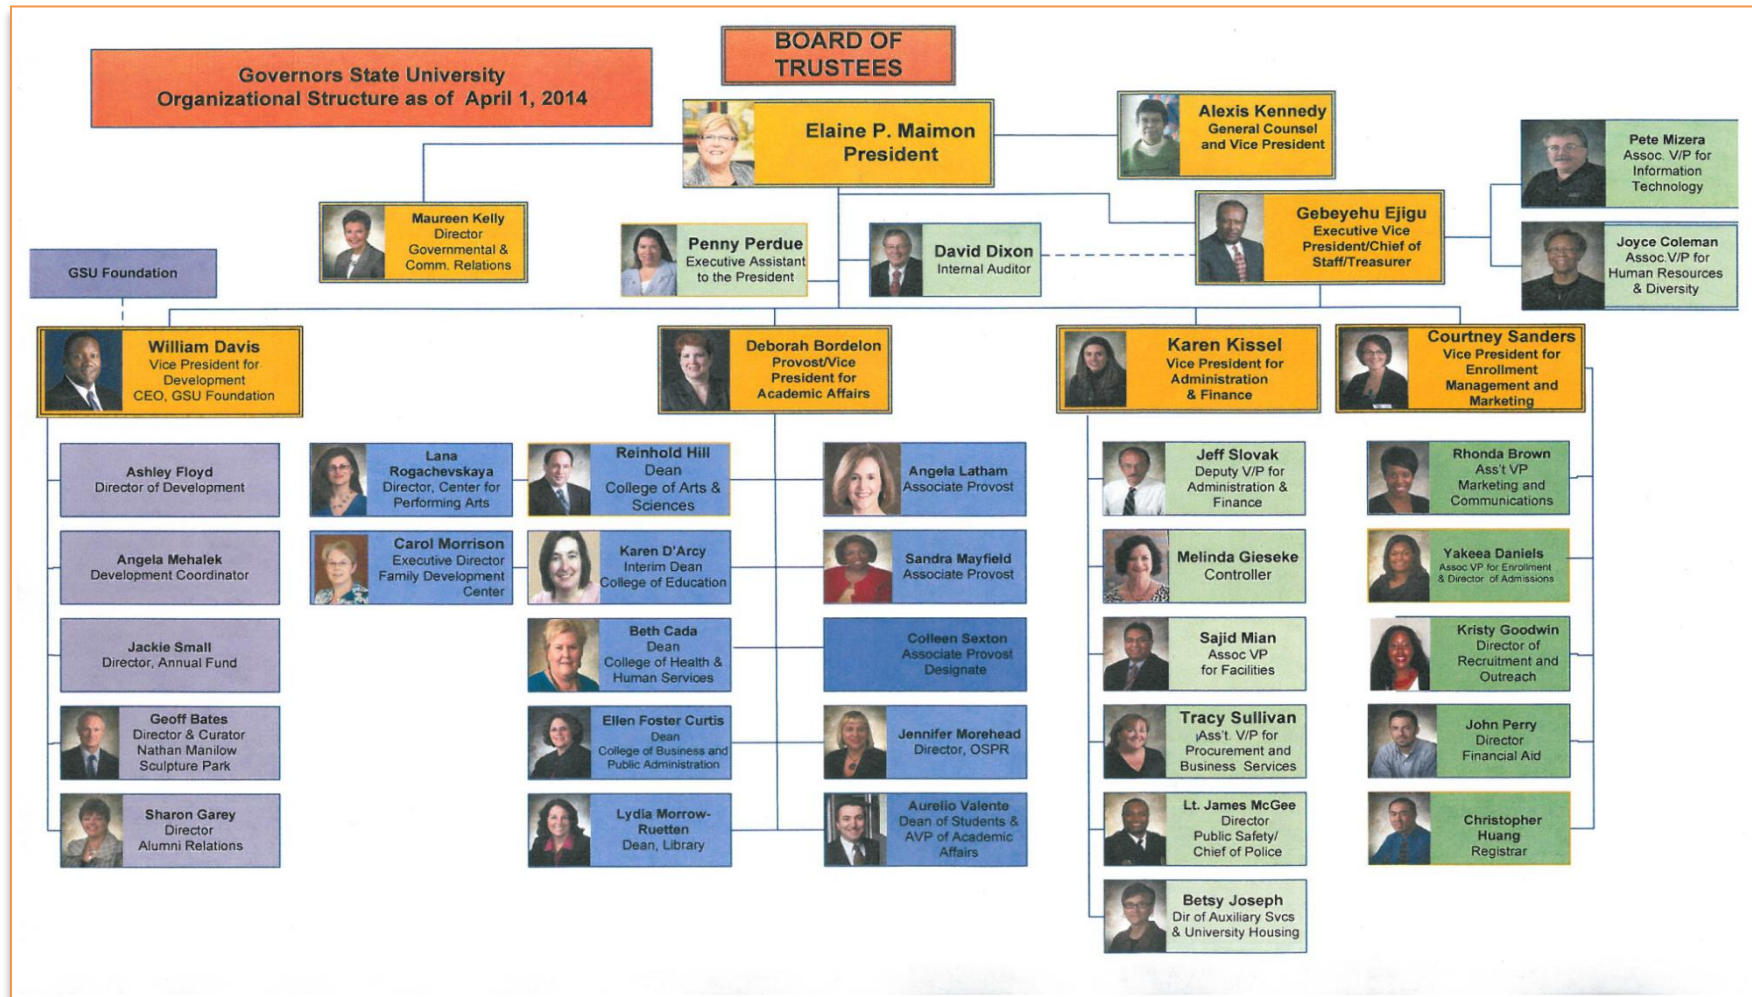 BOARD OF
TRUSTEES
Governors State University
Organizational Structure as of April 1, 2014
Elaine P. Maimon
President
Alexis Kennedy
General Counsel
and Vice President
Pete Mizera
Assoc. V/P for
Information
Technology
Maureen Kelly
Director
Governmental &
Comm. Relations
Penny Perdue
Executive Assistant
to the President
David Dixon
Internal Auditor
Gebeyehu Ejigu
Executive Vice
President/Chief of
Staff/Treasurer
Joyce Coleman
Assoc.V/P for
Human Resources
& Diversity
GSU Foundation
William Davis
Vice President for
Development
CEO, GSU Foundation
Deborah Bordelon
Provost/Vice
President for
Academic Affairs
Karen Kissel
Vice President for
Administration
& Finance
Courtney Sanders
Vice President for
Enrollment
Management and
Marketing
Ashley Floyd
Director of Development
Angela Mehalek
Development Coordinator
Jackie Small
Director, Annual Fund
Geoff Bates
Director & Curator
Nathan Manilow
Sculpture Park
Sharon Garey
Director
Alumni Relations
Lana
Rogachevskaya
Director, Center for
Performing Arts
Carol Morrison
Executive Director
Family Development
Center
Reinhold Hill
Dean
College of Arts &
Sciences
Karen D'Arcy
Interim Dean
College of Education
Beth Cada
Dean
College of Health &
Human Services
Ellen Foster Curtis
Dean
College of Business and
Public Administration
Lydia Morrow-
Ruetten
Dean, Library
Angela Latham
Associate Provost
Sandra Mayfield
Associate Provost
Colleen Sexton
Associate Provost
Designate
Jennifer Morehead
Director, OSPR
Aurelio Valente
Dean of Students &
AVP of Academic
Affairs
Jeff Slovak
Deputy V/P for
Administration &
Finance
Melinda Gieseke
Controller
Sajid Mian
Assoc VP
for Facilities
Tracy Sullivan
Ass't. V/P for
Procurement and
Business Services
Lt. James McGee
Director
Public Safety/
Chief of Police
Betsy Joseph
Dir of Auxiliary Svcs
& University Housing
Rhonda Brown
Ass't VP
Marketing and
Communications
Yakeea Daniels
Assoc VP for Enrollment
& Director of Admissions
Kristy Goodwin
Director of
Recruitment and
Outreach
John Perry
Director
Financial Aid
Christopher
Huang
Registrar